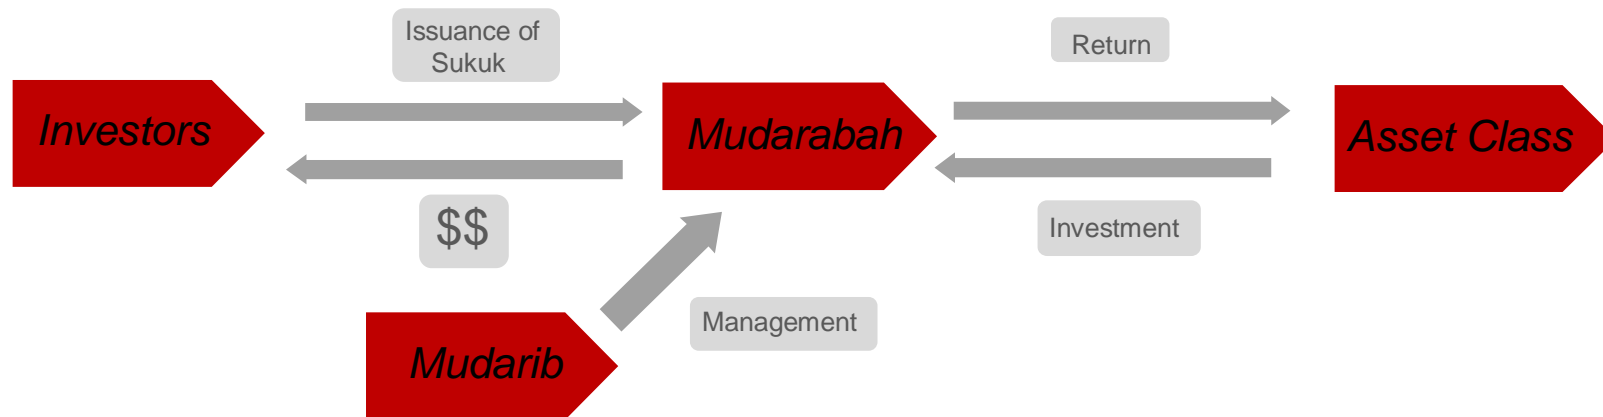 Issuance of
Sukuk
Return
Investors
Mudarabah
Asset Class
$$
Investment
Management
Mudarib